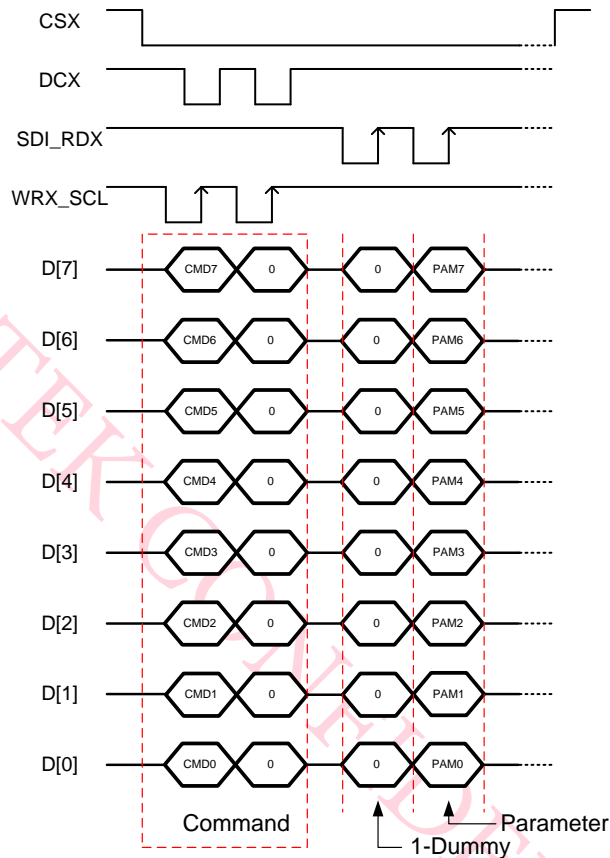 CSX
DCX
SDI_RDX
WRX_SCL
D[7] CMD7 0 0 PAM7
D[6] CMD6 0 0 PAM6
D[5] CMD5 0 0 PAM5
D[4] CMD4 0 0 PAM4
D[3] CMD3 0 0 PAM3
D[2] CMD2 0 0 PAM2
D[1] CMD1 0 0 PAM1
D[0] CMD0 0 0 PAM0
Command
Parameter
1-Dummy